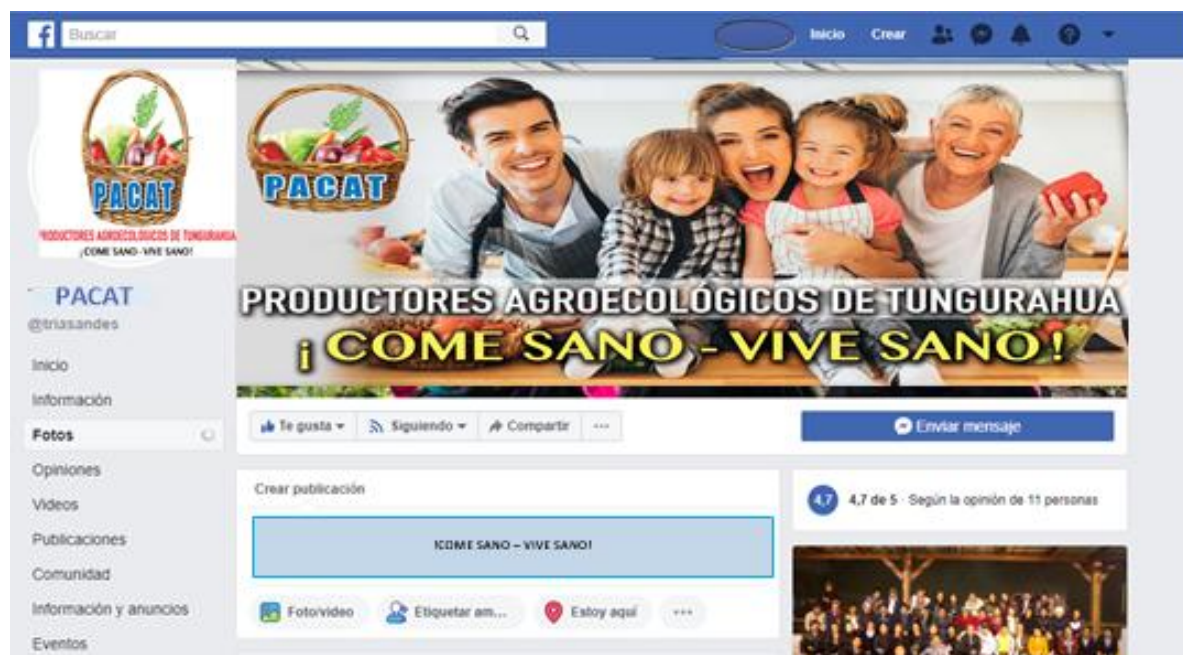 f
Buscar
Inicio Crear
PACAT
PRODUCTORES AGROECOLÓGICOS DE TUNGURAHUA
¡COME SANO - VIVE SANO!
PACAT
@triasandes
Inicio
Información
Fotos
Opiniones
Videos
Publicaciones
Comunidad
Información y anuncios
Eventos
PACAT
PRODUCTORES AGROECOLÓGICOS DE TUNGURAHUA
¡ COME SANO - VIVE SANO !
Te gusta Siguiendo Compartir ...
Enviar mensaje
Crear publicación
!COME SANO – VIVE SANO!
Foto/video Etiquetar am... Estoy aquí ...
4,7 4,7 de 5 · Según la opinión de 11 personas